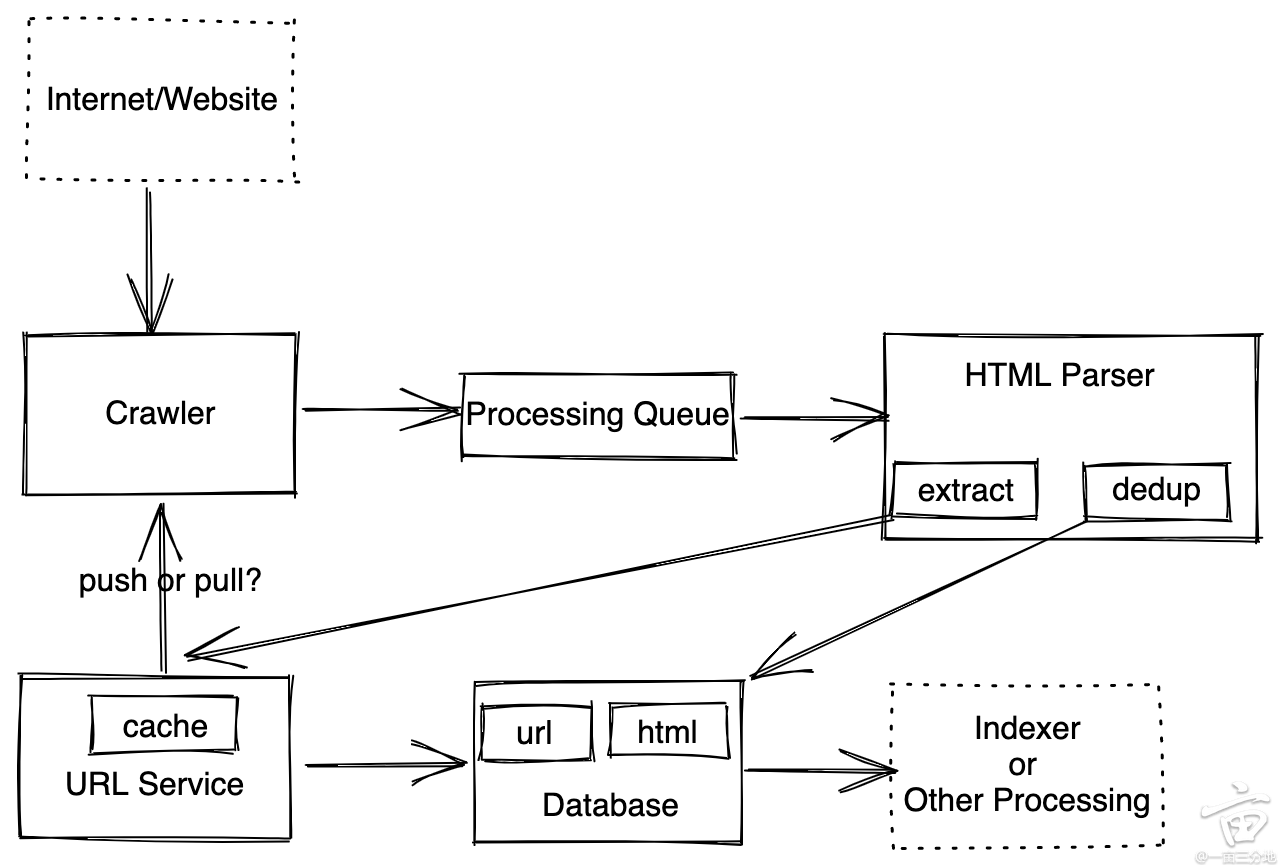 Internet/Website
Crawler
Processing Queue
HTML Parser
extract
dedup
push or pull?
cache
URL Service
url
html
Database
Indexer
or
Other Processing
亩
@一亩三分地